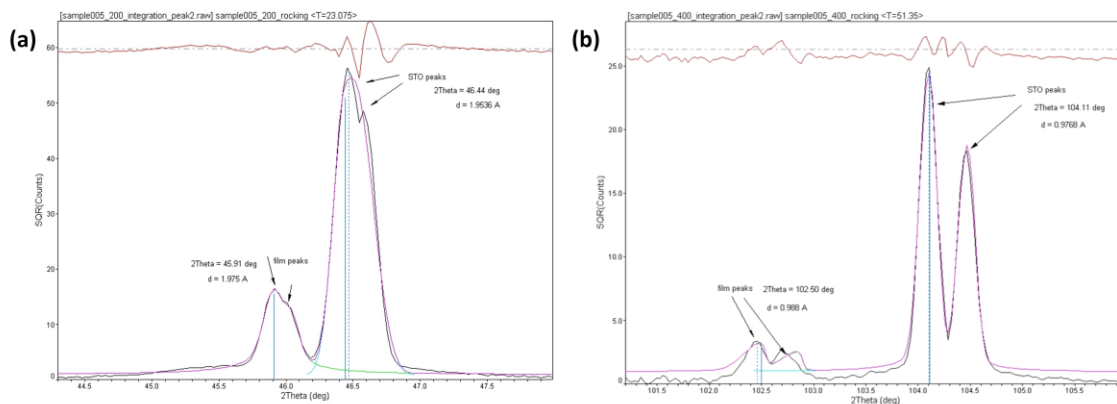 [sample005_200_integration_peak2.raw] sample005_200_rocking <T=23.075>
(a)
60
50
40
30
20
10
0
SQR(Counts)
STO peaks
2Theta = 46.44 deg
d = 1.9536 A
2Theta = 45.91 deg
d = 1.975 A
film peaks
44.5
45.0
45.5
46.0
46.5
47.0
47.5
2Theta (deg)
[sample005_400_integration_peak2.raw] sample005_400_rocking <T=51.35>
(b)
25.0
20.0
15.0
10.0
5.0
0.0
SQR(Counts)
STO peaks
2Theta = 104.11 deg
d = 0.9768 A
2Theta = 102.50 deg
film peaks
d = 0.988 A
101.5
102.0
102.5
103.0
103.5
104.0
104.5
105.0
105.5
2Theta (deg)